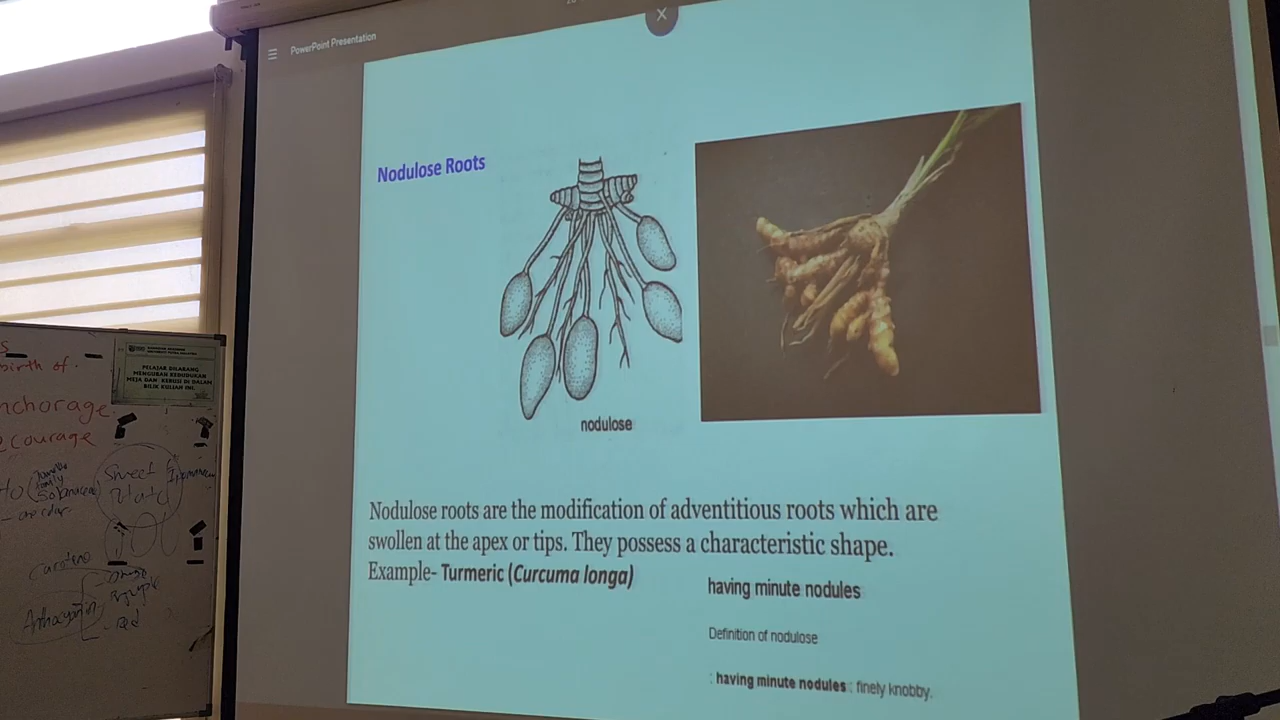 PowerPoint Presentation
X
Nodulose Roots
nodulose
Nodulose roots are the modification of adventitious roots which are
swollen at the apex or tips. They possess a characteristic shape.
Example- Turmeric (Curcuma longa)
having minute nodules
Definition of nodulose
: having minute nodules : finely knobby.
PELAJAR DILARANG
MENGUBAH KEDUDUKAN
MEJA DAN KERUSI DI DALAM
BILIK KULIAH INI.
birth of
nchorage
courage
Sweet
family
Solanaceae
Anthocyanin
red